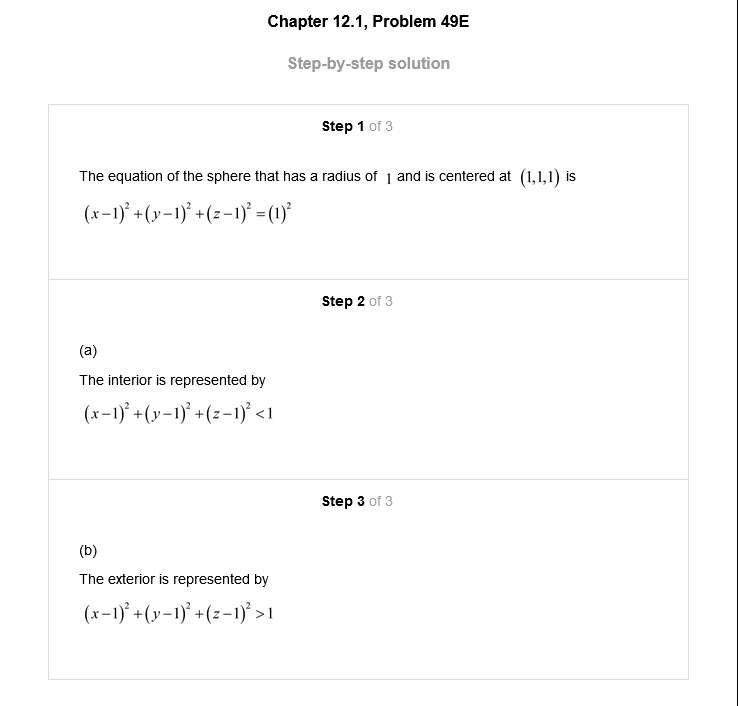 Chapter 12.1, Problem 49E
Step-by-step solution
Step 1 of 3
The equation of the sphere that has a radius of 1 and is centered at (1,1,1) is
(x−1)²+(y−1)²+(z−1)²=(1)²
Step 2 of 3
(a)
The interior is represented by
(x−1)²+(y−1)²+(z−1)²<1
Step 3 of 3
(b)
The exterior is represented by
(x−1)²+(y−1)²+(z−1)²>1